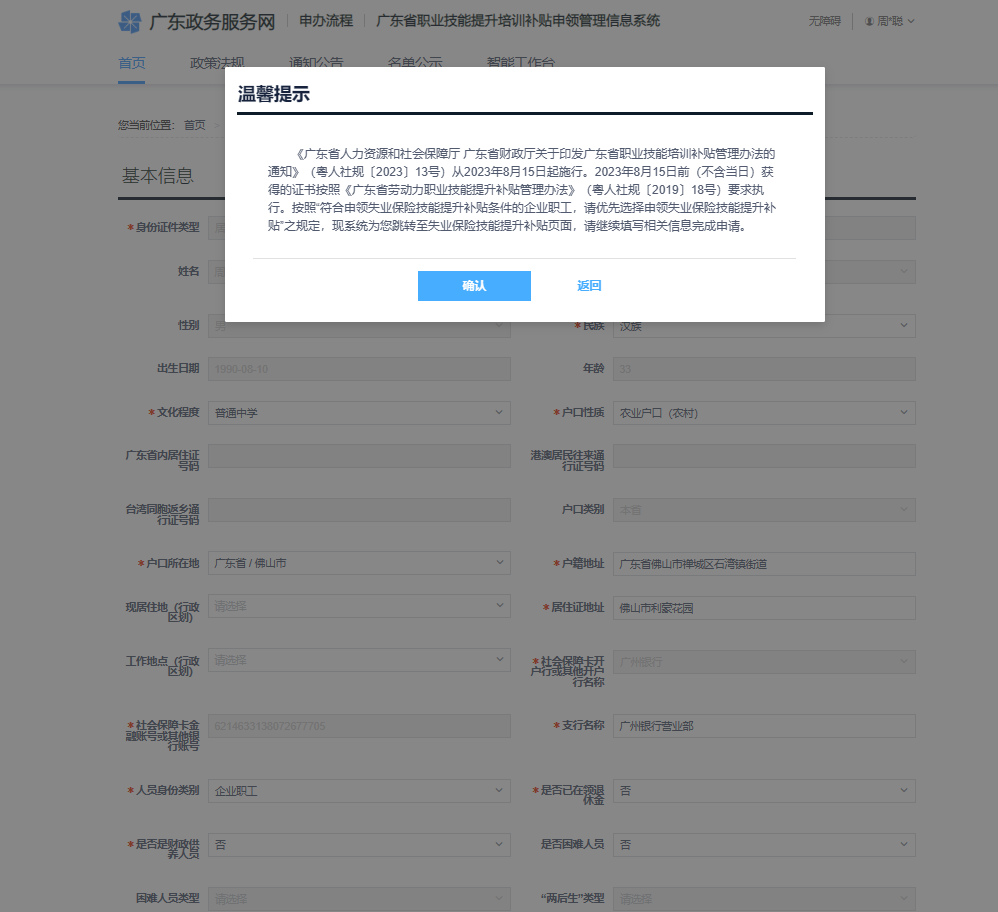 广东政务服务网 申办流程 广东省职业技能提升培训补贴申领管理信息系统 无障碍 周*聪
首页 政策法规 通知公告 名单公示 智能工作台
您当前位置: 首页 >
温馨提示
《广东省人力资源和社会保障厅 广东省财政厅关于印发广东省职业技能培训补贴管理办法的
通知》（粤人社规〔2023〕13号）从2023年8月15日起施行。2023年8月15日前（不含当日）获
得的证书按照《广东省劳动力职业技能提升补贴管理办法》（粤人社规〔2019〕18号）要求执
行。按照“符合申领失业保险技能提升补贴条件的企业职工，请优先选择申领失业保险技能提升补
贴”之规定，现系统为您跳转至失业保险技能提升补贴页面，请继续填写相关信息完成申请。
确认 返回
基本信息
*身份证件类型
姓名
性别 男 *民族 汉族
出生日期 1990-08-10 年龄 33
*文化程度 普通中学 *户口性质 农业户口（农村）
广东省内居住证
号码
港澳居民往来通
行证号码
台湾同胞返乡通
行证号码
户口类别 本省
*户口所在地 广东省 / 佛山市 *户籍地址 广东省佛山市禅城区石湾镇街道
现居住地（行政
区划） 请选择
*居住证地址 佛山市利蒙花园
工作地点（行政
区划） 请选择
*社会保障卡开
户行或其他开户
行名称 广州银行
*社会保障卡金
融账号或其他银
行账号 6214633138072677705
*支行名称 广州银行营业部
*人员身份类别 企业职工
*是否已在领退
休金 否
*是否是财政供
养人员 否
是否困难人员 否
困难人员类型 请选择 “两后生”类型 请选择